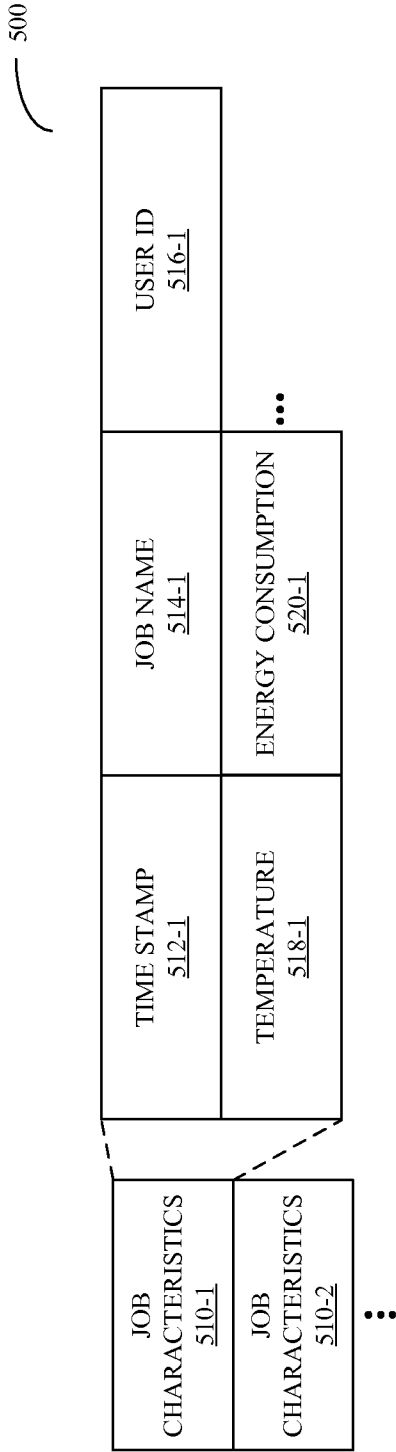 500
JOB
CHARACTERISTICS
510-1
JOB
CHARACTERISTICS
510-2
TIME STAMP
512-1
JOB NAME
514-1
USER ID
516-1
TEMPERATURE
518-1
ENERGY CONSUMPTION
520-1